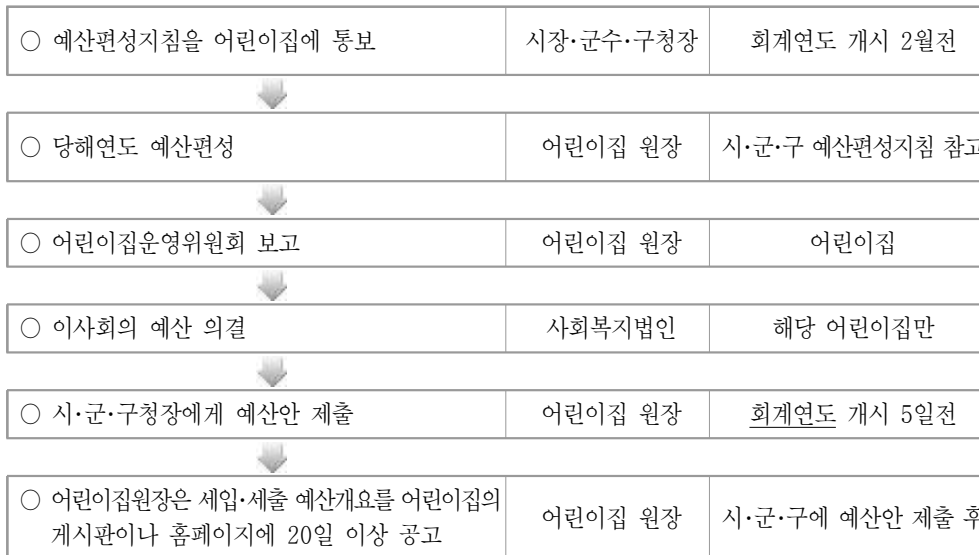 ○ 예산편성지침을 어린이집에 통보 시장·군수·구청장 회계연도 개시 2월전
○ 당해연도 예산편성 어린이집 원장 시·군·구 예산편성지침 참고
○ 어린이집운영위원회 보고 어린이집 원장 어린이집
○ 이사회의 예산 의결 사회복지법인 해당 어린이집만
○ 시·군·구청장에게 예산안 제출 어린이집 원장 회계연도 개시 5일전
○ 어린이집원장은 세입·세출 예산개요를 어린이집의
게시판이나 홈페이지에 20일 이상 공고 어린이집 원장 시·군·구에 예산안 제출 후